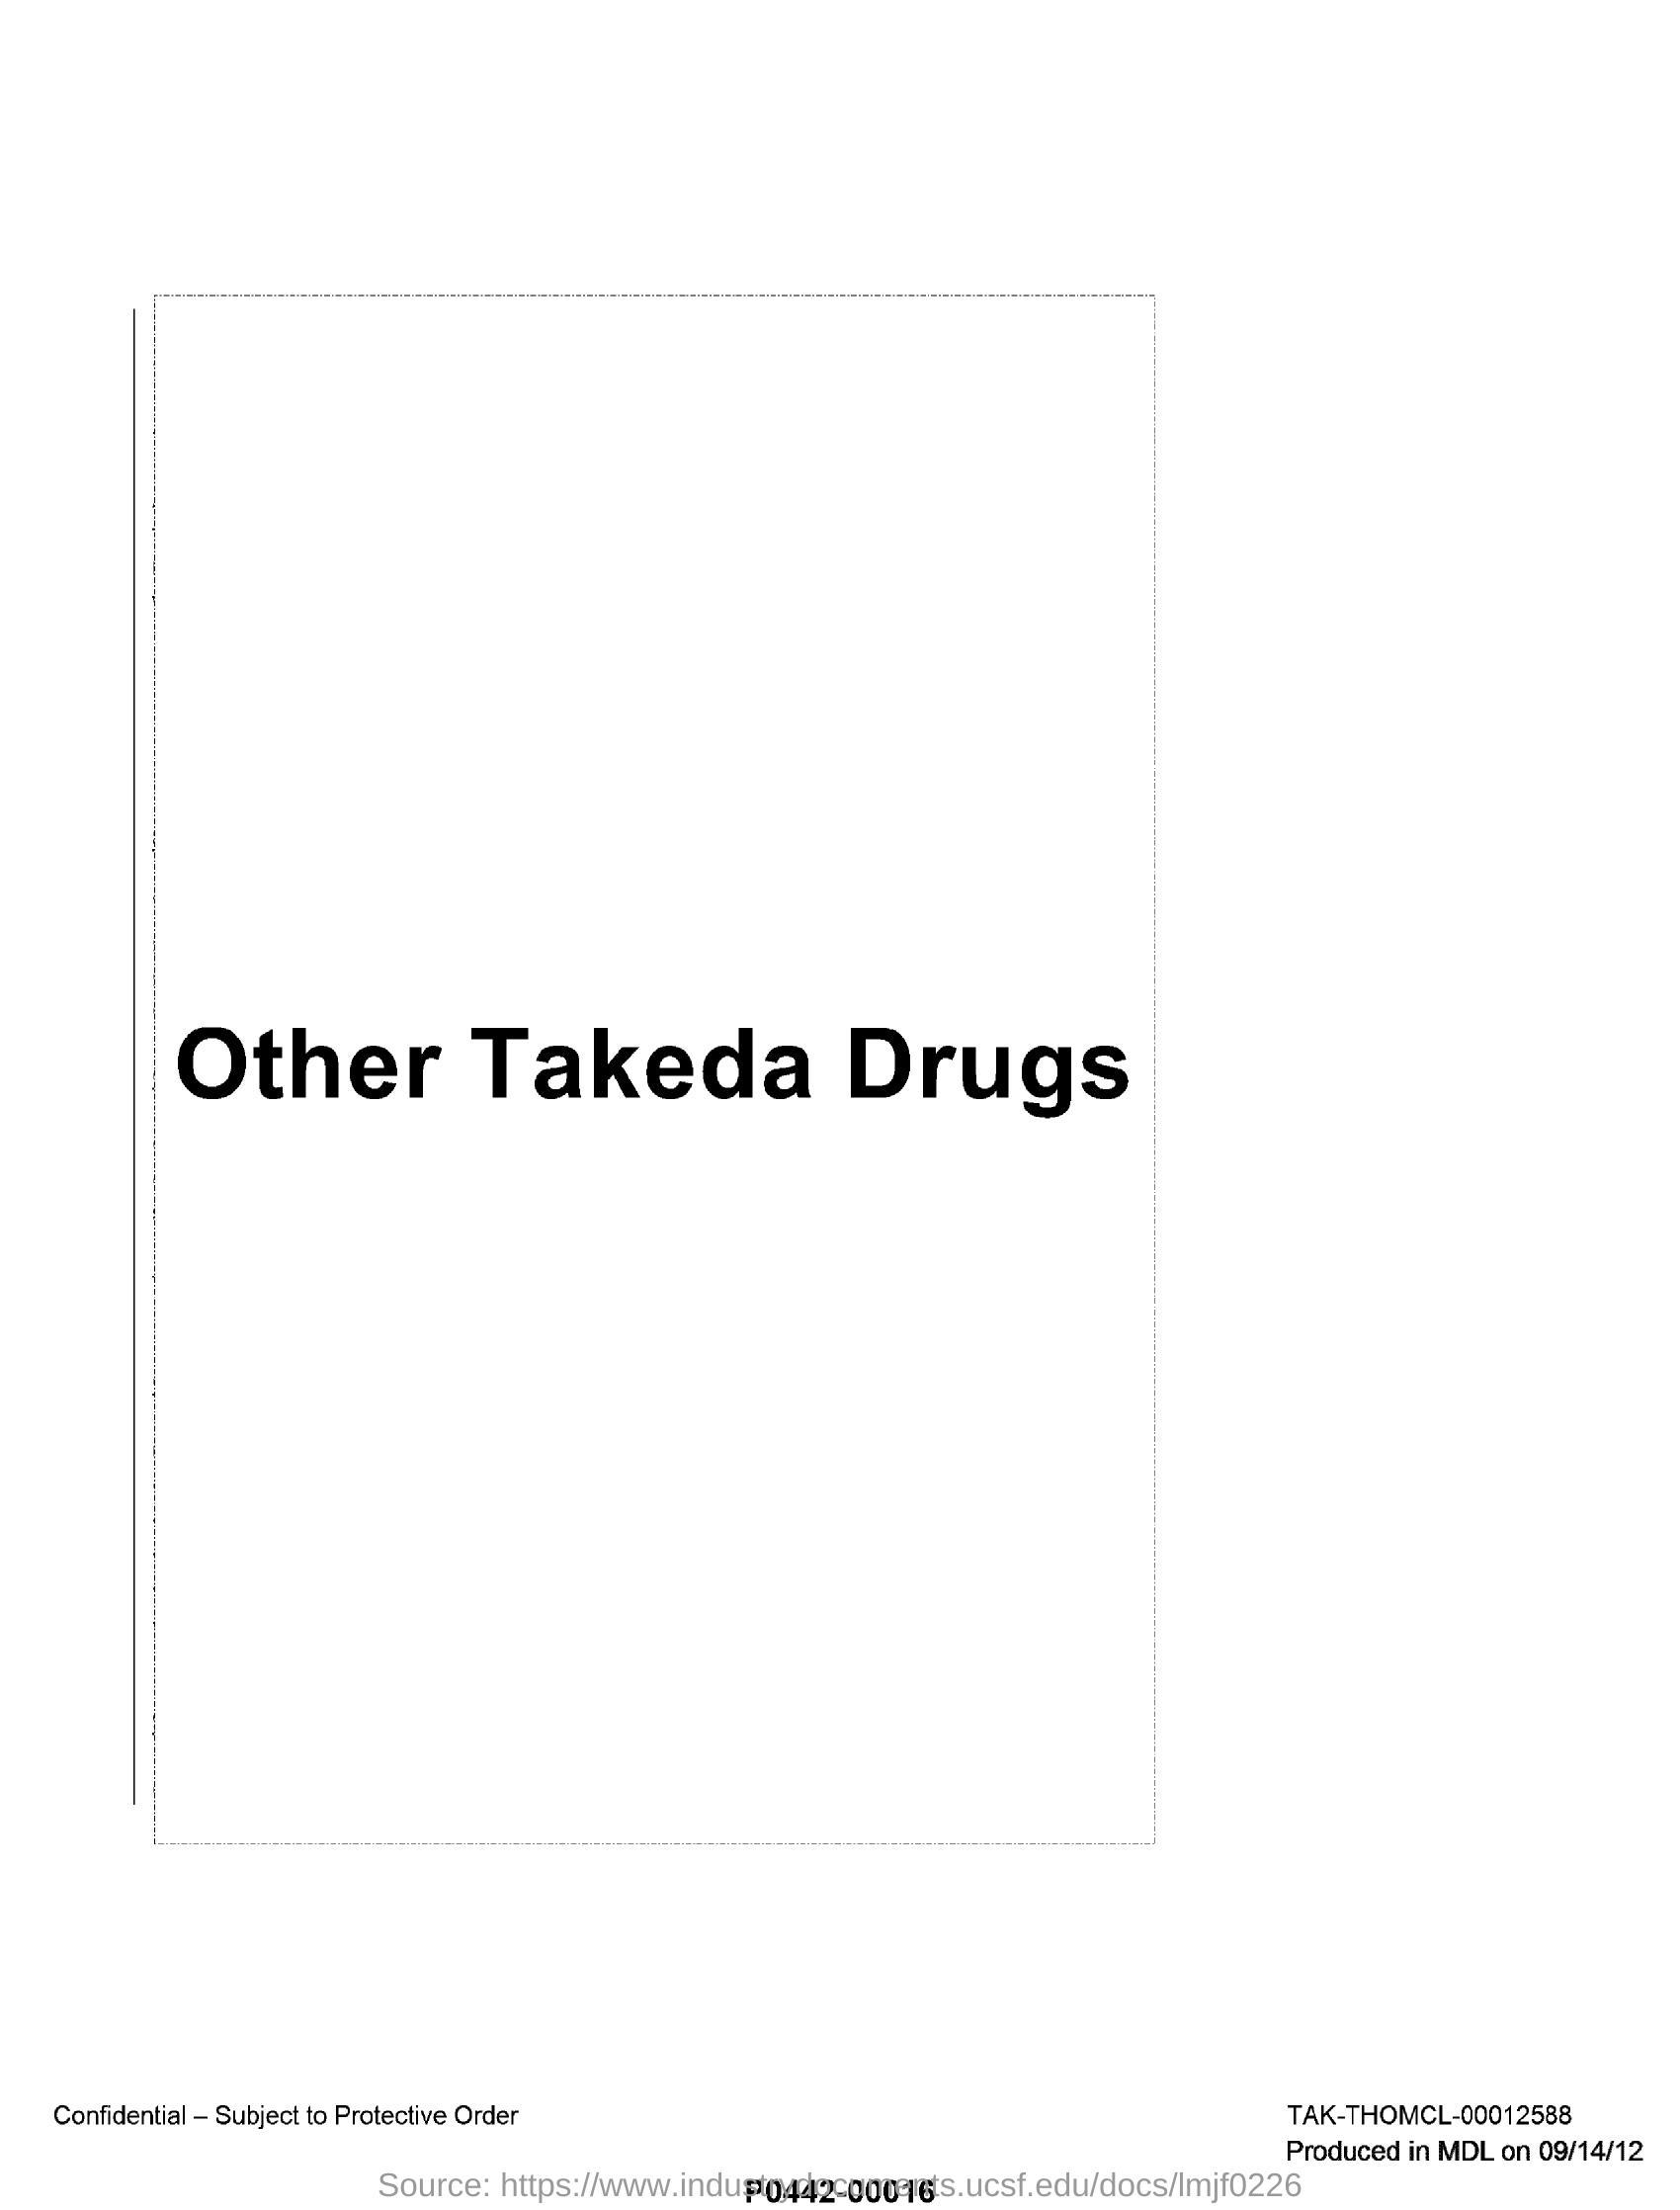 Other Takeda Drugs
Confidential – Subject to Protective Order
TAK-THOMCL-00012588
Produced in MDL on 09/14/12
Source: https://www.industrydocuments.ucsf.edu/docs/lmjf0226
P0442-00016